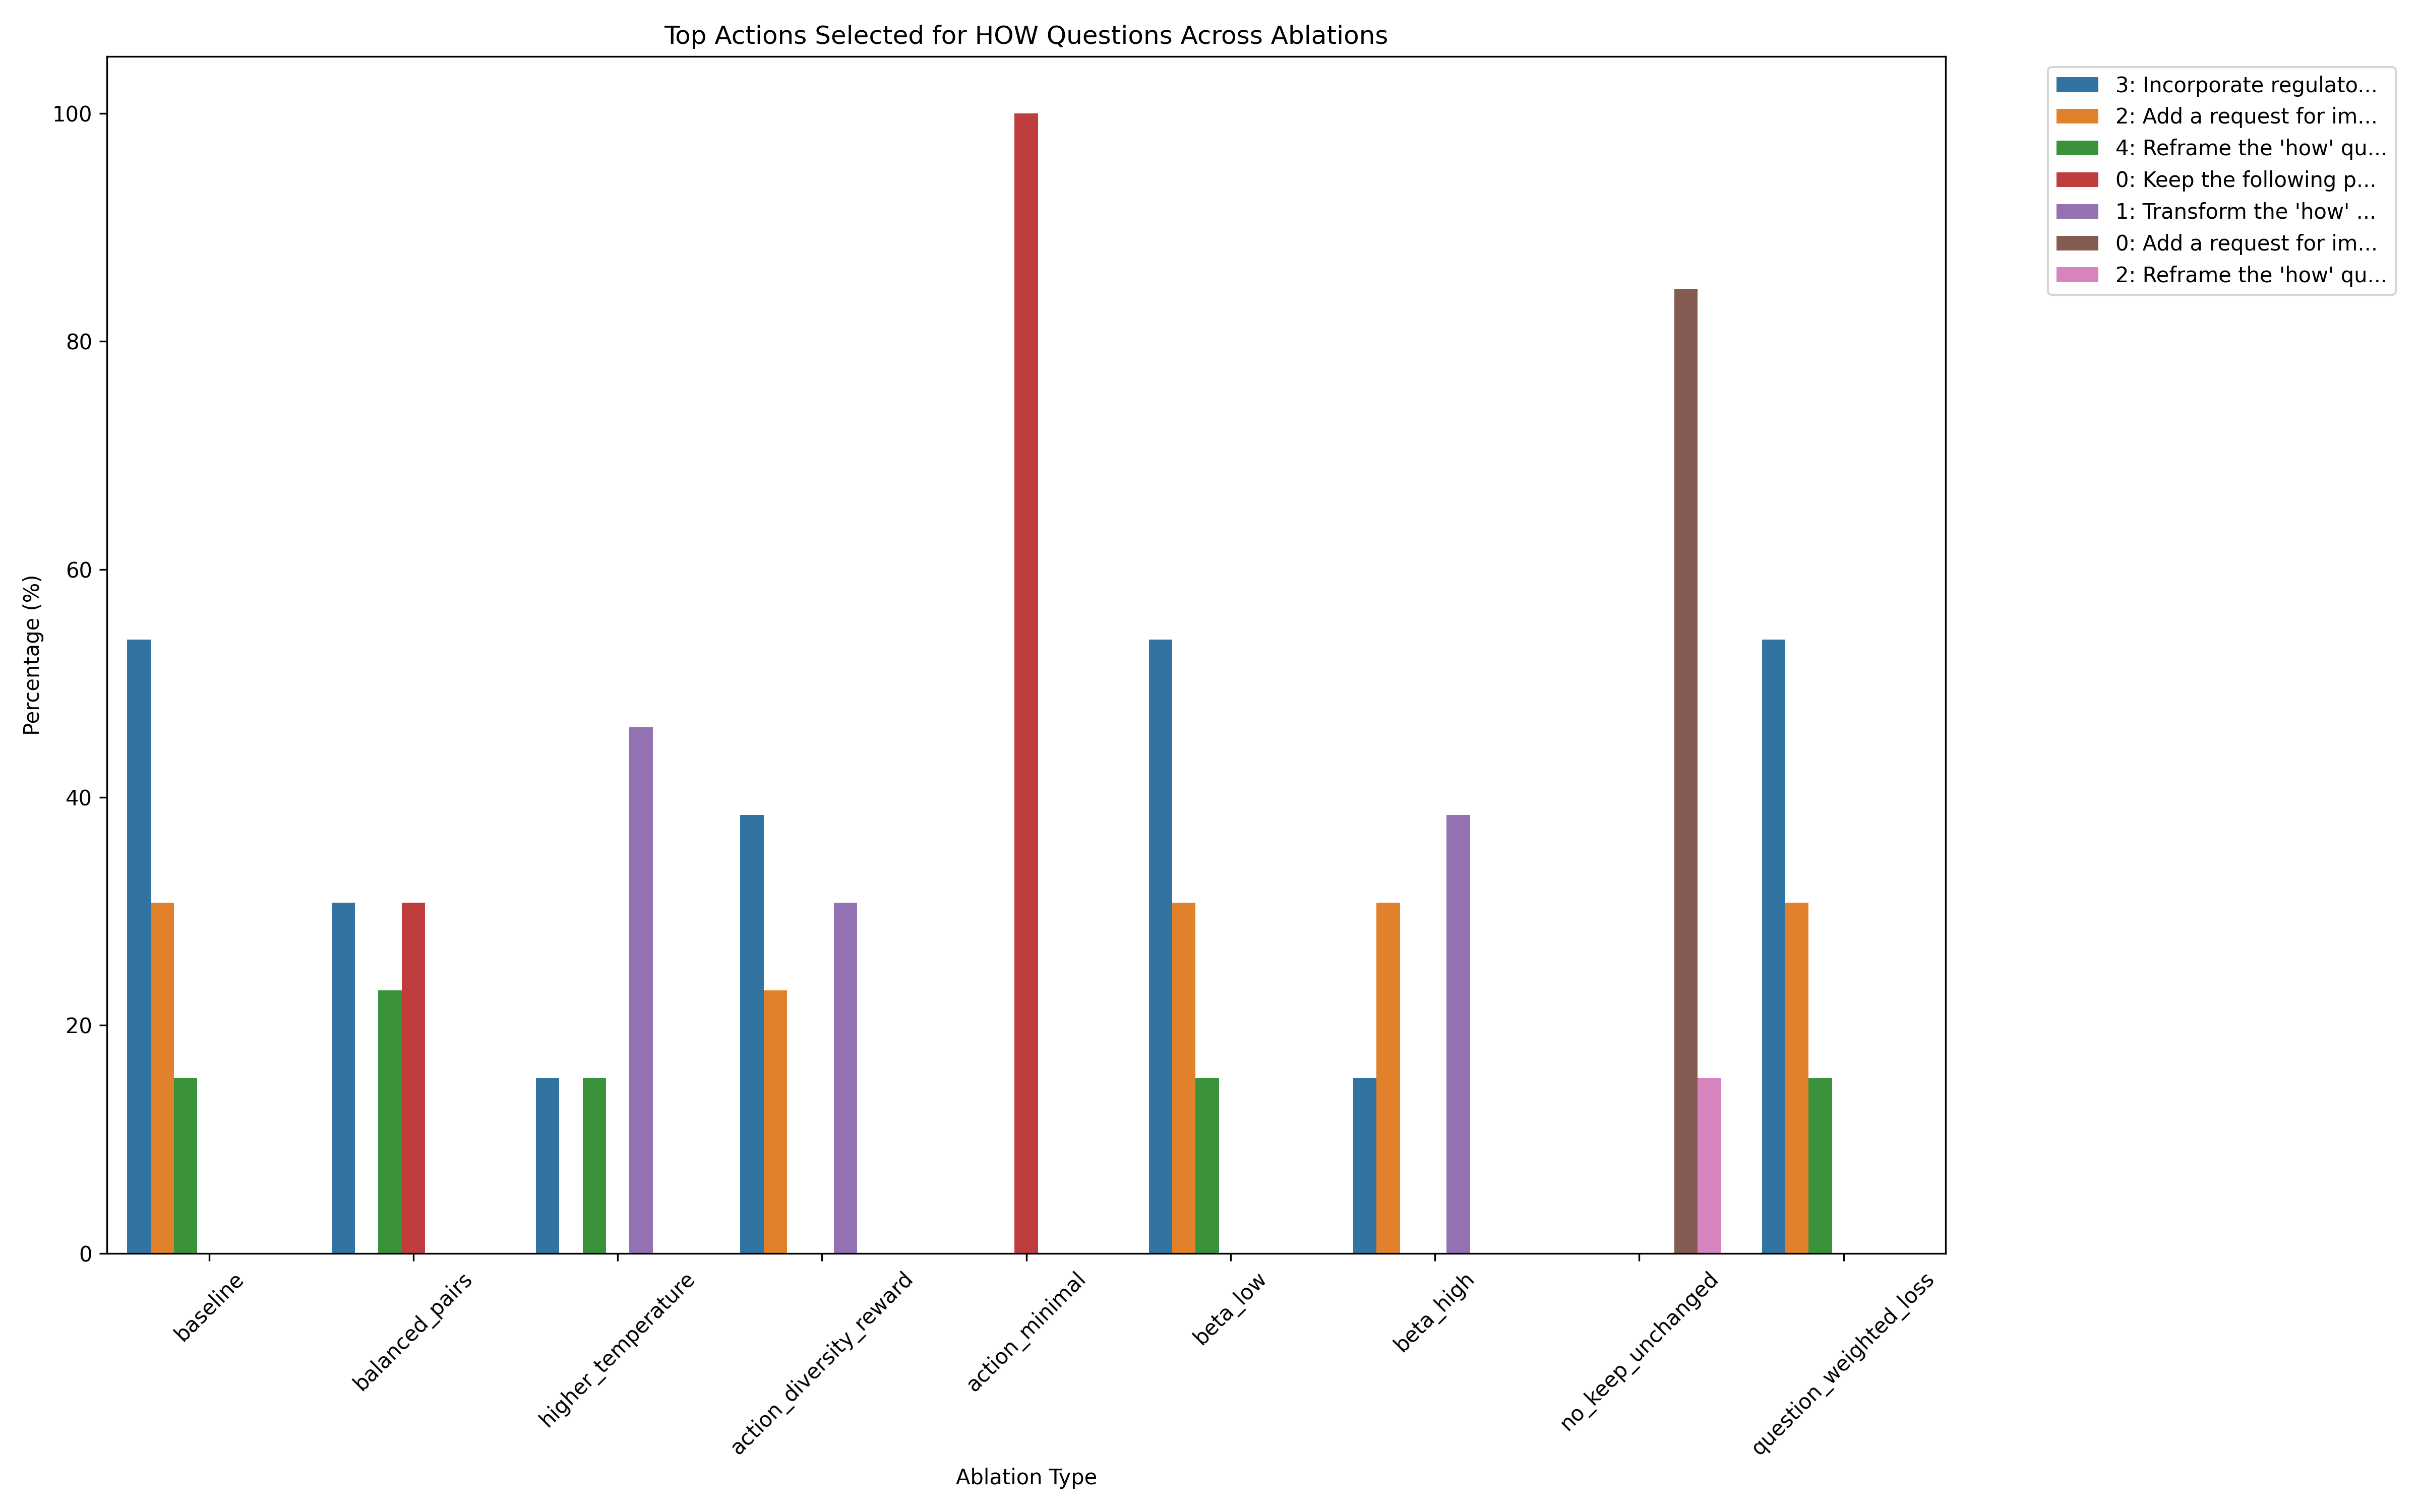 Top Actions Selected for HOW Questions Across Ablations
3: Incorporate regulato...
2: Add a request for im...
4: Reframe the 'how' qu...
0: Keep the following p...
1: Transform the 'how' ...
0: Add a request for im...
2: Reframe the 'how' qu...
Percentage (%)
100
80
60
40
20
0
baseline
balanced_pairs
higher_temperature
action_diversity_reward
action_minimal
beta_low
beta_high
no_keep_unchanged
question_weighted_loss
Ablation Type